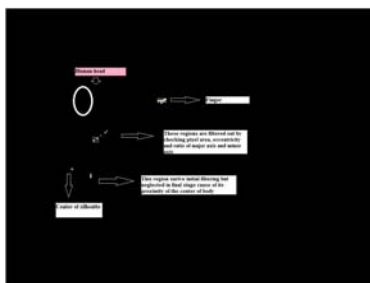 Human head
Finger
These regions are filtered out by
checking pixel area, eccentricity
and ratio of major axis and minor
axis
This region survive initial filtering but
neglected in final stage cause of its
proximity of the center of body
Center of silhouette